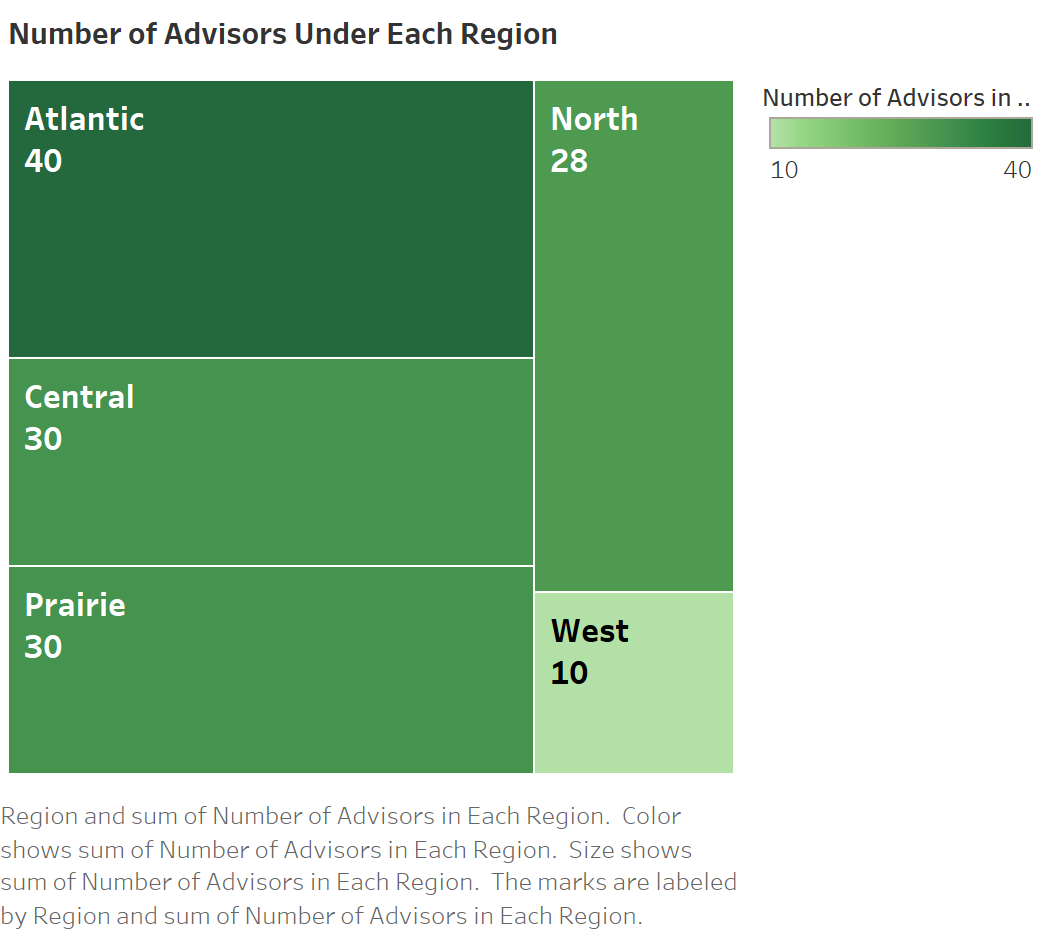 Number of Advisors Under Each Region
Atlantic
40
Central
30
Prairie
30
North
28
West
10
Number of Advisors in ..
10 40
Region and sum of Number of Advisors in Each Region.  Color
shows sum of Number of Advisors in Each Region.  Size shows
sum of Number of Advisors in Each Region.  The marks are labeled
by Region and sum of Number of Advisors in Each Region.